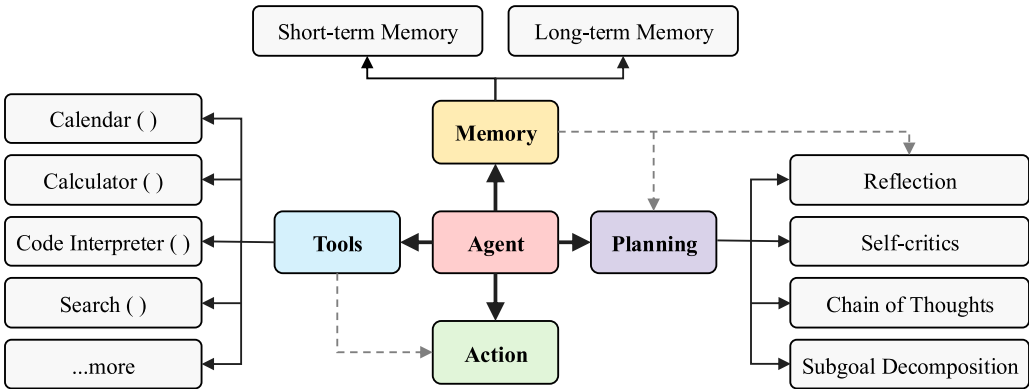 Short-term Memory
Long-term Memory
Memory
Calendar ( )
Calculator ( )
Code Interpreter ( )
Search ( )
...more
Tools
Agent
Planning
Action
Reflection
Self-critics
Chain of Thoughts
Subgoal Decomposition